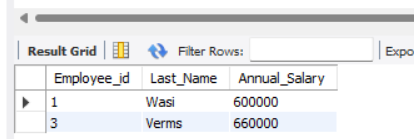 Result Grid Filter Rows: Expo
Employee_id Last_Name Annual_Salary
1 Wasi 600000
3 Verms 660000